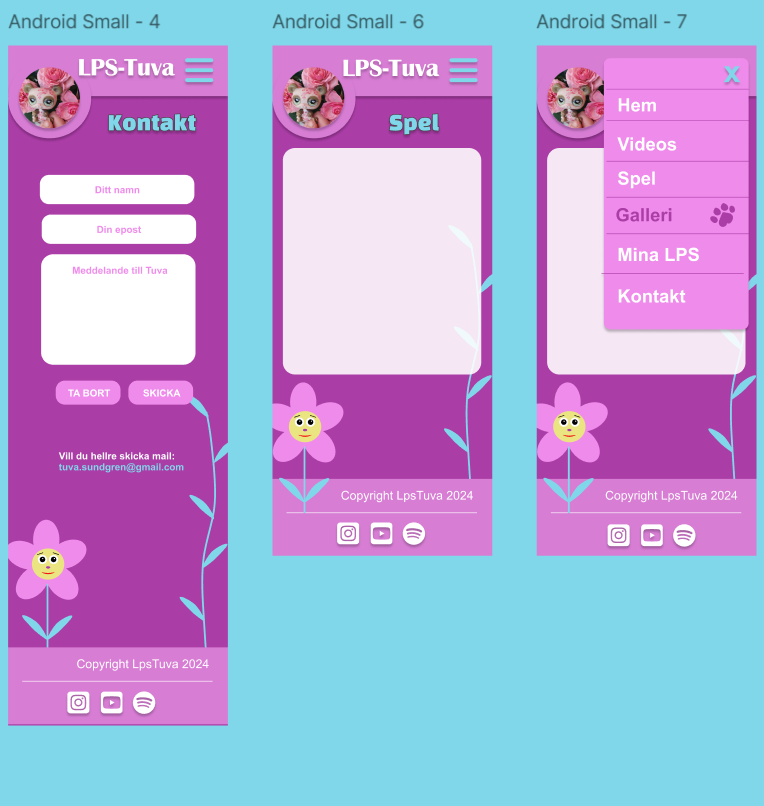 Android Small - 4
LPS-Tuva
Kontakt
Ditt namn
Din epost
Meddelande till Tuva
TA BORT
SKICKA
Vill du hellre skicka mail:
tuva.sundgren@gmail.com
Copyright LpsTuva 2024
Android Small - 6
LPS-Tuva
Spel
Copyright LpsTuva 2024
Android Small - 7
X
Hem
Videos
Spel
Galleri
Mina LPS
Kontakt
Copyright LpsTuva 2024